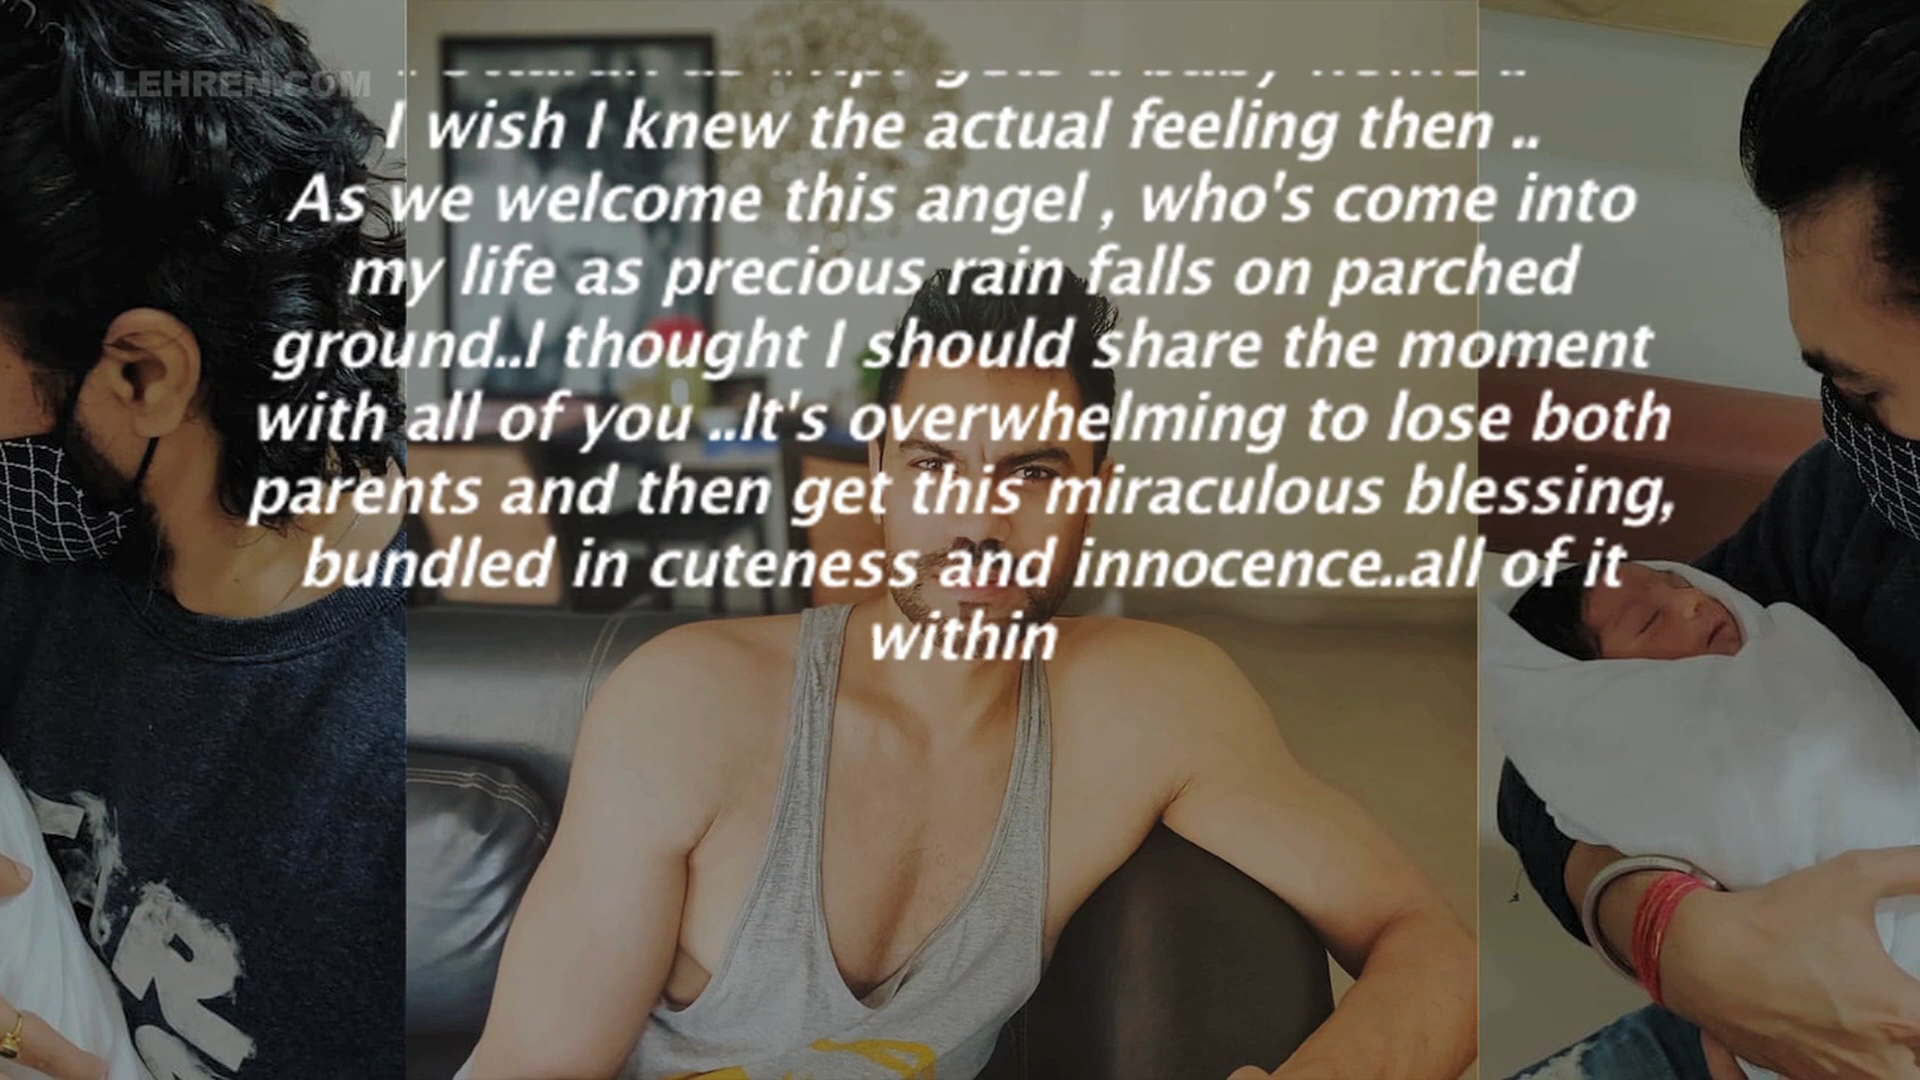 LEHREN.COM
I wish I knew the actual feeling then ..
As we welcome this angel , who's come into
my life as precious rain falls on parched
ground..I thought I should share the moment
with all of you ..It's overwhelming to lose both
parents and then get this miraculous blessing,
bundled in cuteness and innocence..all of it
within